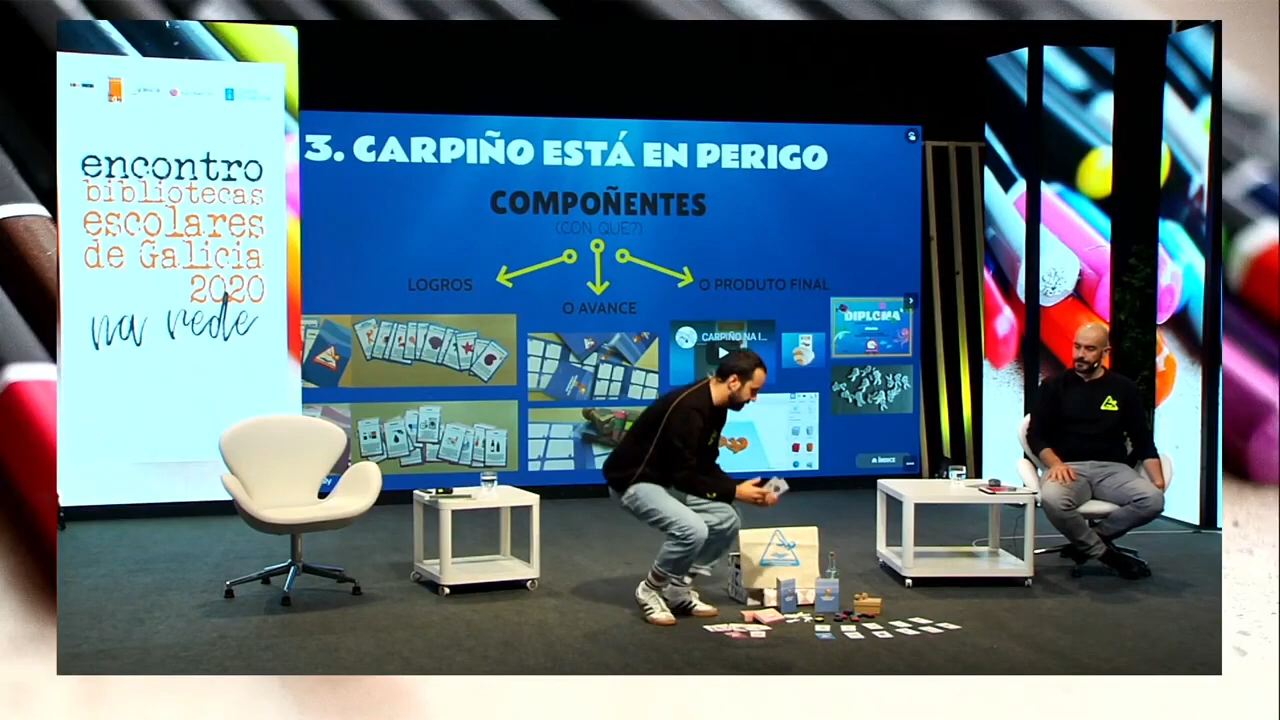 encontro
bibliotecas
escolares
de Galicia
2020
na rede
3. CARPIÑO ESTÁ EN PERIGO
COMPOÑENTES
(CON QUE?)
LOGROS
O AVANCE
O PRODUTO FINAL
CARPIÑO NA I...
DIPLOMA
ÍNDICE